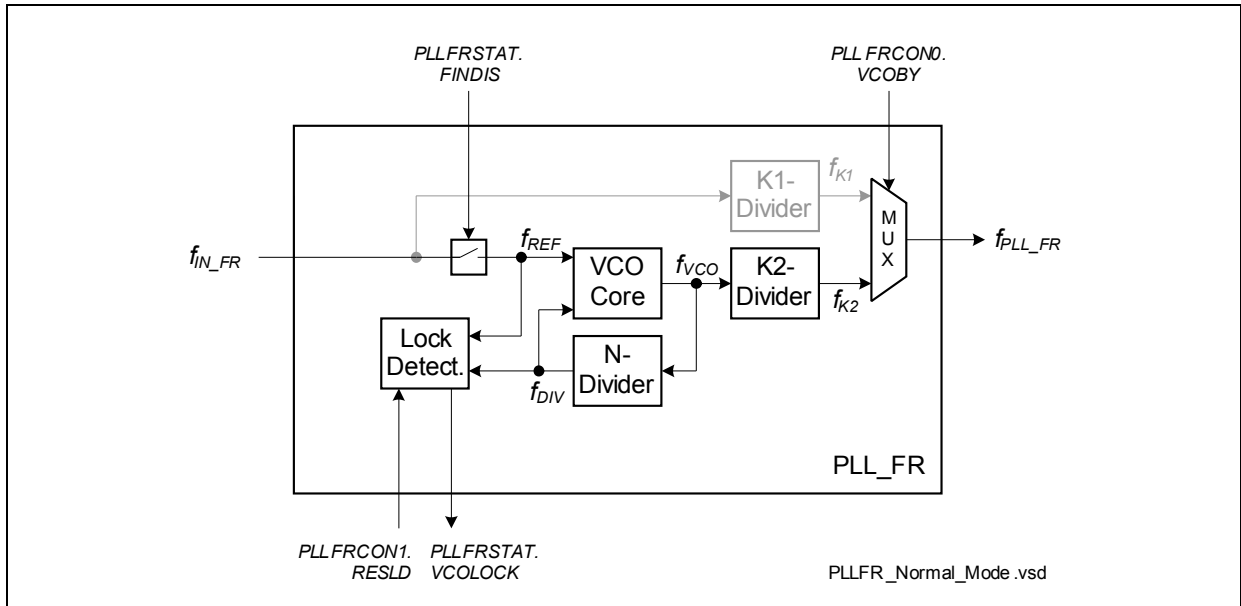 PLLFRSTAT.
FINDIS
PLLFRCON0.
VCOBY
K1-
Divider
fK1
MUX
fIN_FR
fREF
VCO
Core
fVCO
K2-
Divider
fK2
fPLL_FR
Lock
Detect.
fDIV
N-
Divider
PLL_FR
PLLFRCON1.
RESLD
PLLFRSTAT.
VCOLOCK
PLLFR_Normal_Mode.vsd